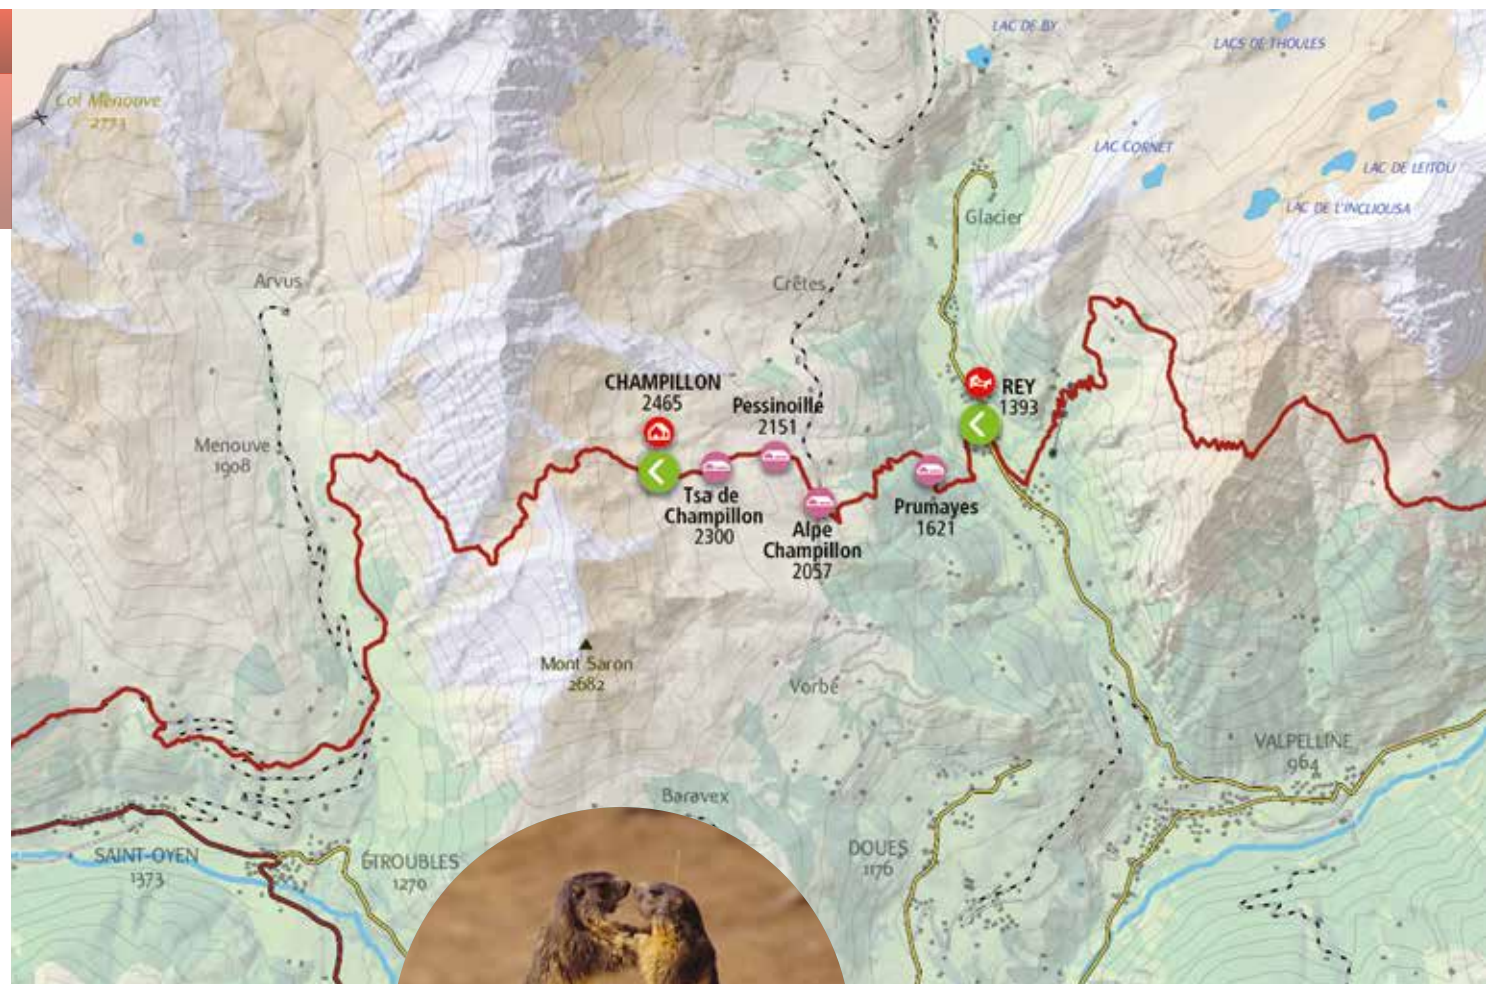 LAC DE BY
LACS DE THOULES
Col Menouve
2773
LAC CORNET
LAC DE LEITOU
LAC DE L'INCLIOUSA
Glacier
Arvus
Crêtes
CHAMPILLON
2465
REY
1393
Pessinoille
2151
Menouve
1908
Tsa de
Champillon
2300
Prumayes
1621
Alpe
Champillon
2057
Mont Saron
2682
Vorbé
VALPELLINE
964
Baravex
SAINT-OYEN
1373
ÉTROUBLES
1270
DOUES
1176